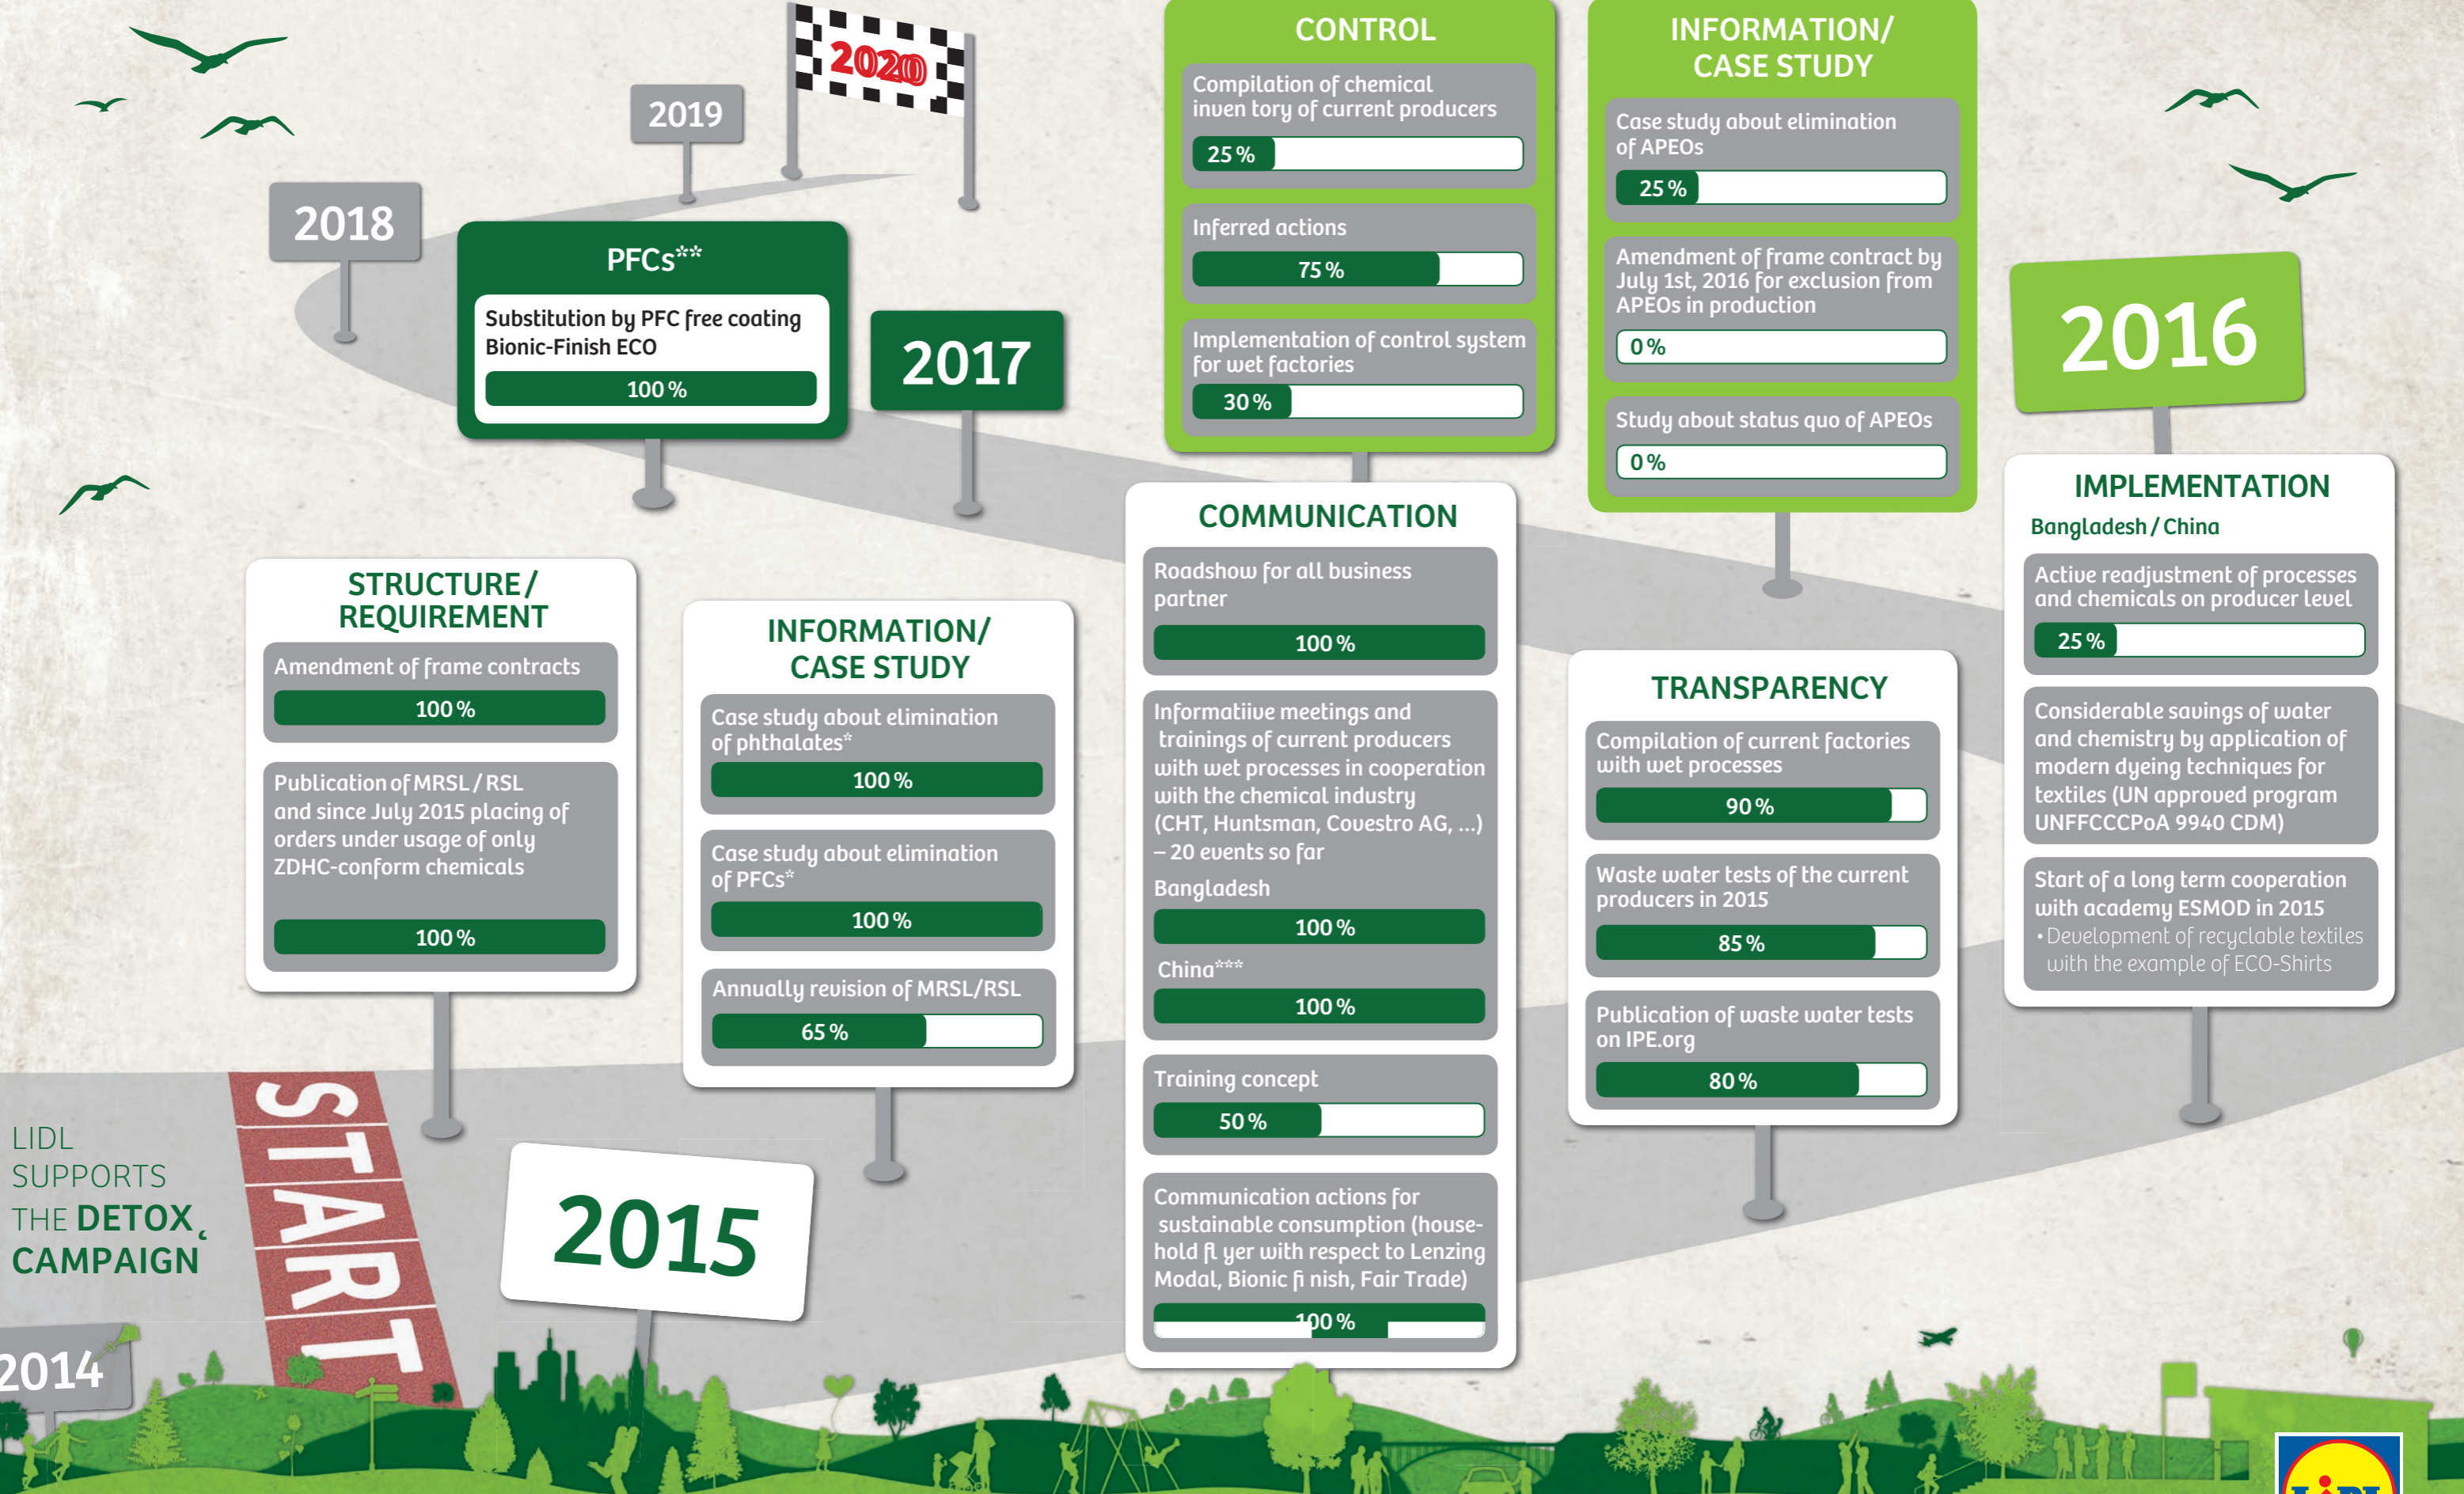 2020
2019
2018
PFCs**
Substitution by PFC free coating
Bionic-Finish ECO
100 %
2017
CONTROL
Compilation of chemical
inven tory of current producers
25 %
Inferred actions
75 %
Implementation of control system
for wet factories
30 %
INFORMATION/
CASE STUDY
Case study about elimination
of APEOs
25 %
Amendment of frame contract by
July 1st, 2016 for exclusion from
APEOs in production
0 %
Study about status quo of APEOs
0 %
2016
IMPLEMENTATION
Bangladesh / China
Active readjustment of processes
and chemicals on producer level
25 %
Considerable savings of water
and chemistry by application of
modern dyeing techniques for
textiles (UN approved program
UNFFCCCPoA 9940 CDM)
Start of a long term cooperation
with academy ESMOD in 2015
• Development of recyclable textiles
with the example of ECO-Shirts
STRUCTURE /
REQUIREMENT
Amendment of frame contracts
100 %
Publication of MRSL / RSL
and since July 2015 placing of
orders under usage of only
ZDHC-conform chemicals
100 %
INFORMATION/
CASE STUDY
Case study about elimination
of phthalates*
100 %
Case study about elimination
of PFCs*
100 %
Annually revision of MRSL/RSL
65 %
COMMUNICATION
Roadshow for all business
partner
100 %
Informatiive meetings and
trainings of current producers
with wet processes in cooperation
with the chemical industry
(CHT, Huntsman, Covestro AG, ...)
– 20 events so far
Bangladesh
100 %
China***
100 %
Training concept
50 %
Communication actions for
sustainable consumption (house-
hold fl yer with respect to Lenzing
Modal, Bionic fi nish, Fair Trade)
100 %
TRANSPARENCY
Compilation of current factories
with wet processes
90 %
Waste water tests of the current
producers in 2015
85 %
Publication of waste water tests
on IPE.org
80 %
LIDL
SUPPORTS
THE DETOX
CAMPAIGN
START
2015
2014
LiDL